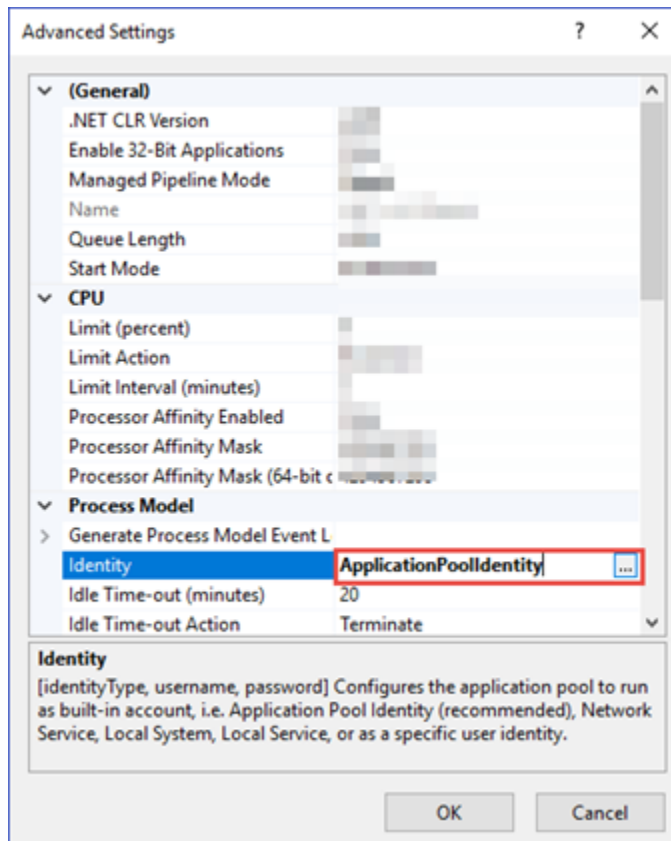 Advanced Settings
(General)
.NET CLR Version
Enable 32-Bit Applications
Managed Pipeline Mode
Name
Queue Length
Start Mode
CPU
Limit (percent)
Limit Action
Limit Interval (minutes)
Processor Affinity Enabled
Processor Affinity Mask
Processor Affinity Mask (64-bit c
Process Model
Generate Process Model Event L
Identity ApplicationPoolIdentity ...
Idle Time-out (minutes) 20
Idle Time-out Action Terminate
Identity
[identityType, username, password] Configures the application pool to run
as built-in account, i.e. Application Pool Identity (recommended), Network
Service, Local System, Local Service, or as a specific user identity.
OK Cancel